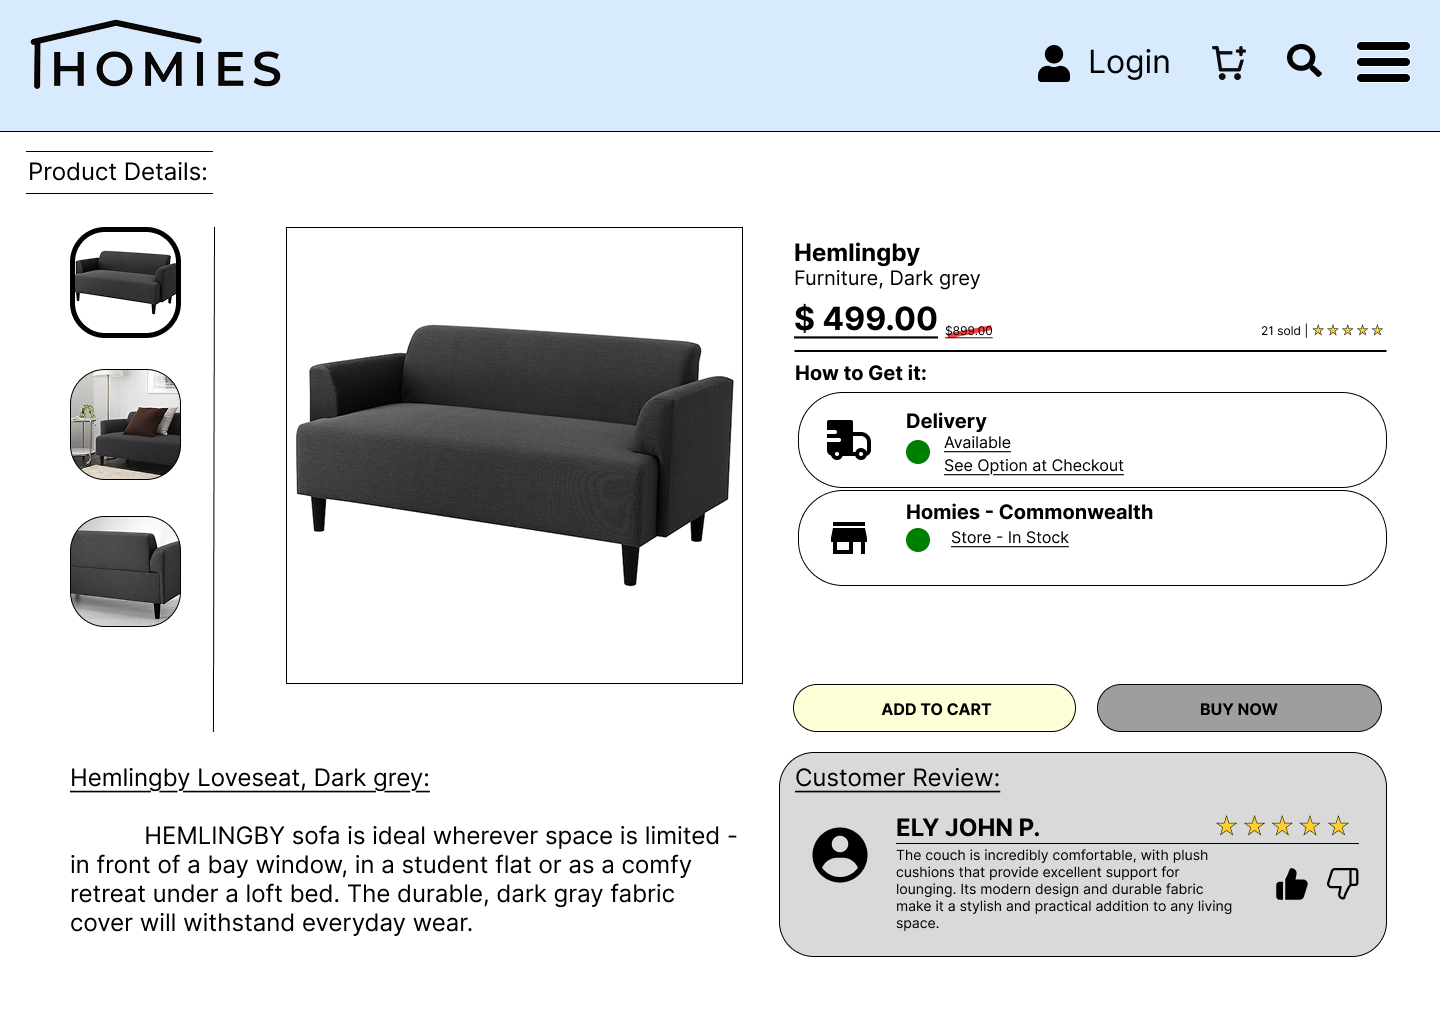 HOMIES
Login
Product Details:
Hemlingby
Furniture, Dark grey
$ 499.00
$899.00
21 sold |
How to Get it:
Delivery
Available
See Option at Checkout
Homies - Commonwealth
Store - In Stock
ADD TO CART
BUY NOW
Hemlingby Loveseat, Dark grey:
HEMLINGBY sofa is ideal wherever space is limited -
in front of a bay window, in a student flat or as a comfy
retreat under a loft bed. The durable, dark gray fabric
cover will withstand everyday wear.
Customer Review:
ELY JOHN P.
The couch is incredibly comfortable, with plush
cushions that provide excellent support for
lounging. Its modern design and durable fabric
make it a stylish and practical addition to any living
space.